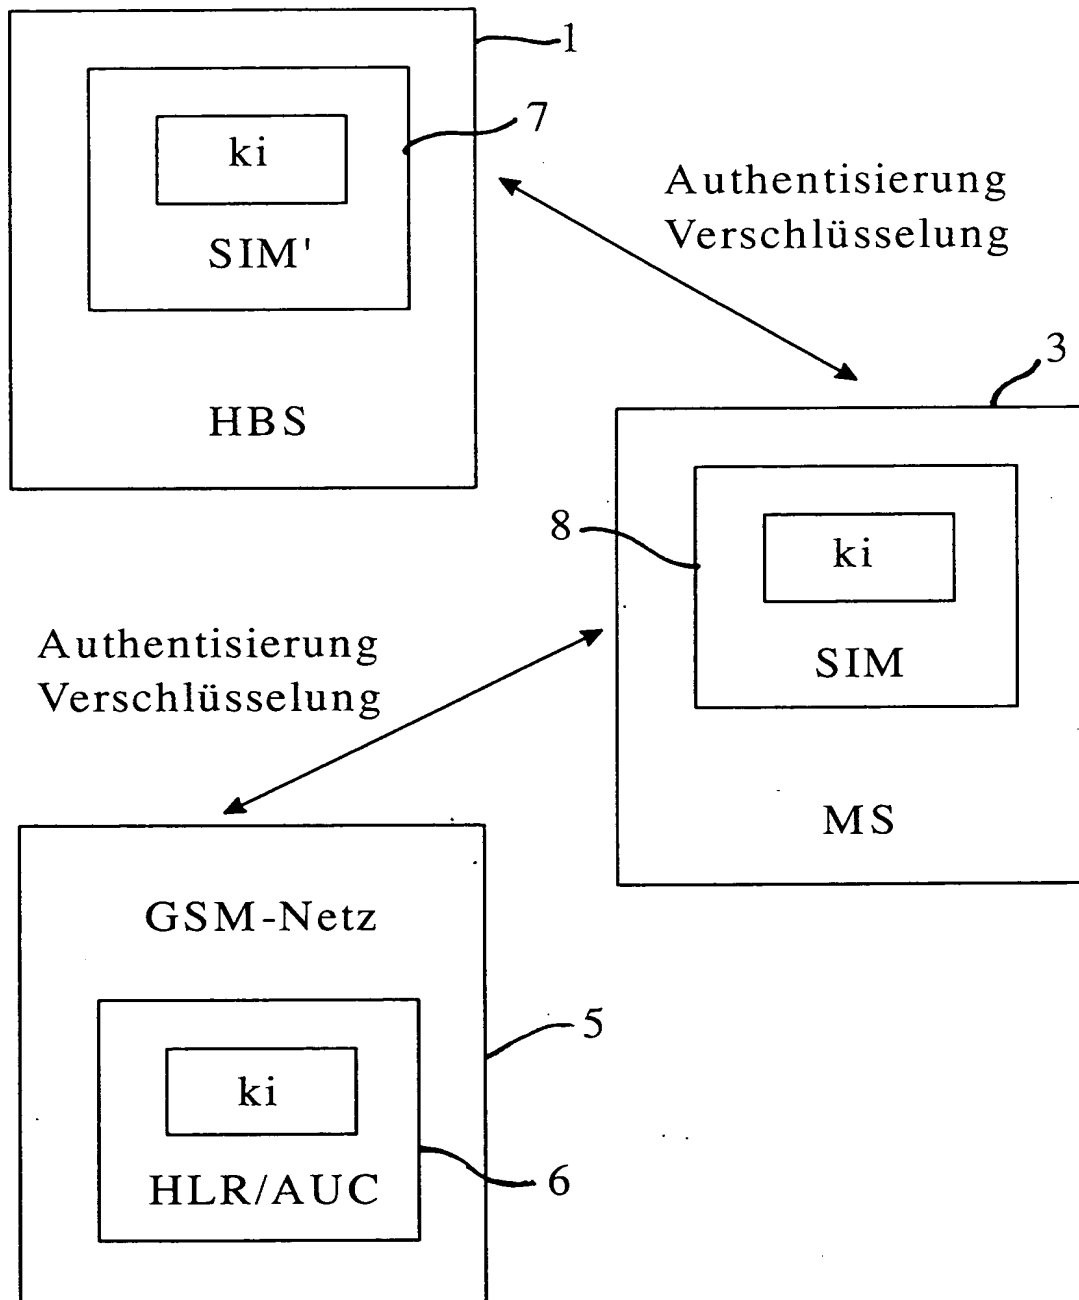 1
7
ki
SIM'
HBS
Authentisierung
Verschlüsselung
3
8
ki
SIM
MS
Authentisierung
Verschlüsselung
GSM-Netz
5
ki
HLR/AUC
6